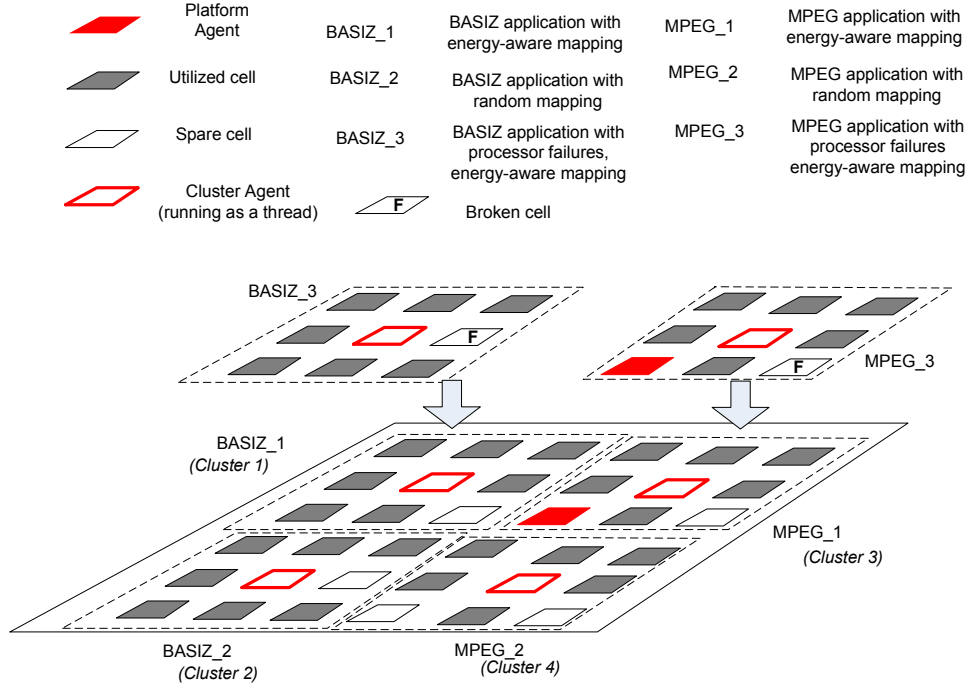 Platform
Agent
BASIZ_1
BASIZ application with
energy-aware mapping
MPEG_1
MPEG application with
energy-aware mapping
Utilized cell
BASIZ_2
BASIZ application with
random mapping
MPEG_2
MPEG application with
random mapping
Spare cell
BASIZ_3
BASIZ application with
processor failures,
energy-aware mapping
MPEG_3
MPEG application with
processor failures
energy-aware mapping
Cluster Agent
(running as a thread)
F
Broken cell
BASIZ_3
F
MPEG_3
F
BASIZ_1
(Cluster 1)
MPEG_1
(Cluster 3)
BASIZ_2
(Cluster 2)
MPEG_2
(Cluster 4)